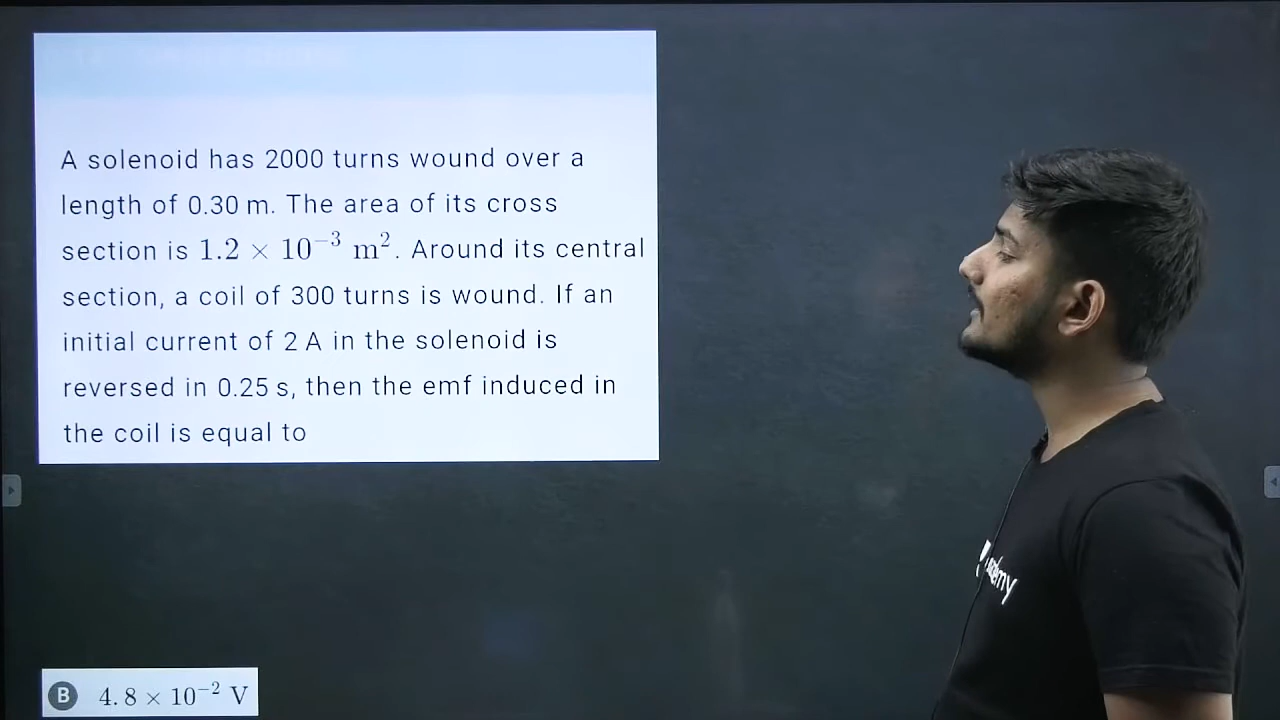 A solenoid has 2000 turns wound over a
length of 0.30 m. The area of its cross
section is 1.2 × 10⁻³ m². Around its central
section, a coil of 300 turns is wound. If an
initial current of 2 A in the solenoid is
reversed in 0.25 s, then the emf induced in
the coil is equal to
B 4.8 × 10⁻² V